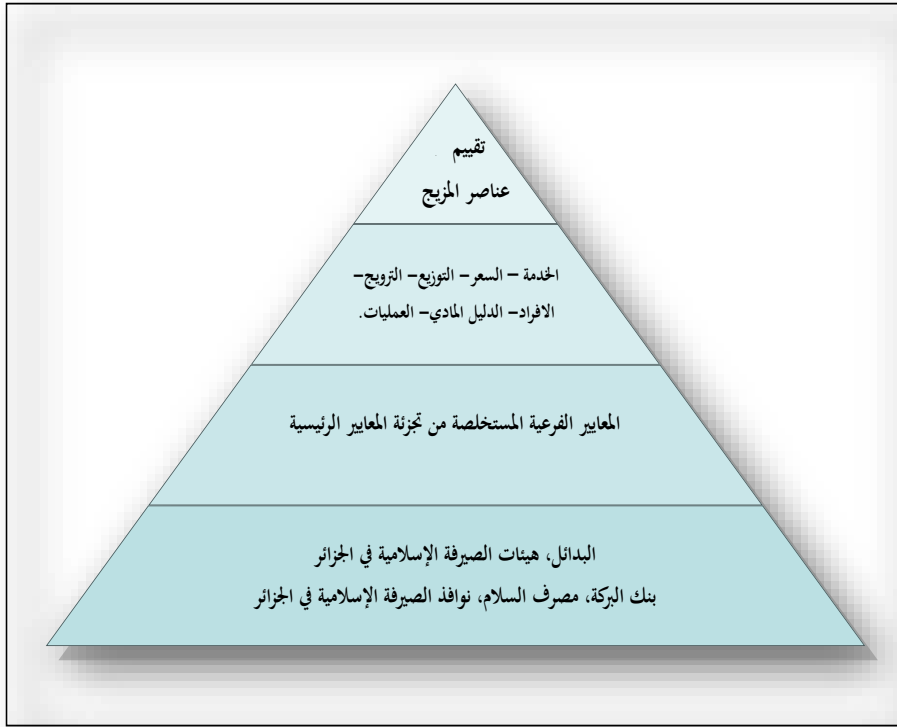 تقييم
عناصر المزيج
الخدمة – السعر – التوزيع– الترويج–
الافراد– الدليل المادي– العمليات.
المعايير الفرعية المستخلصة من تجزئة المعايير الرئيسية
البدائل، هيئات الصيرفة الإسلامية في الجزائر
بنك البركة، مصرف السلام، نوافذ الصيرفة الإسلامية في الجزائر